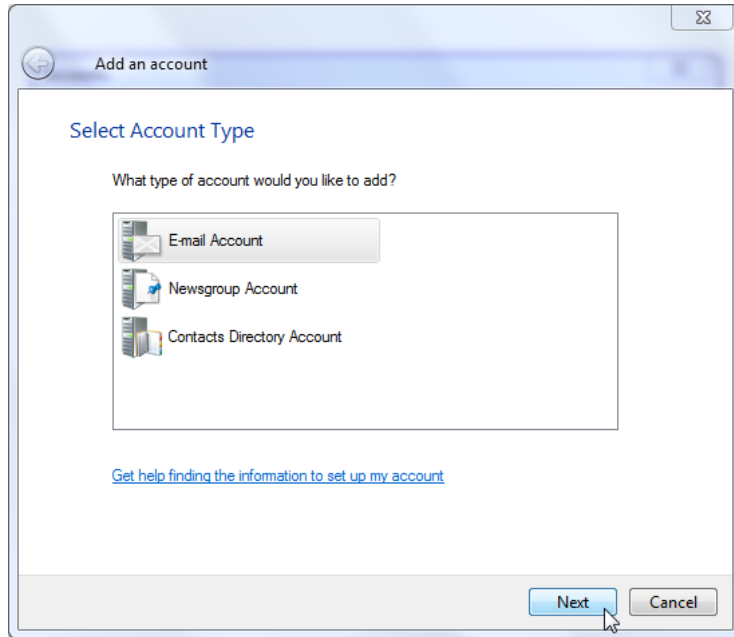 Add an account
Select Account Type
What type of account would you like to add?
E-mail Account
Newsgroup Account
Contacts Directory Account
Get help finding the information to set up my account
Next
Cancel